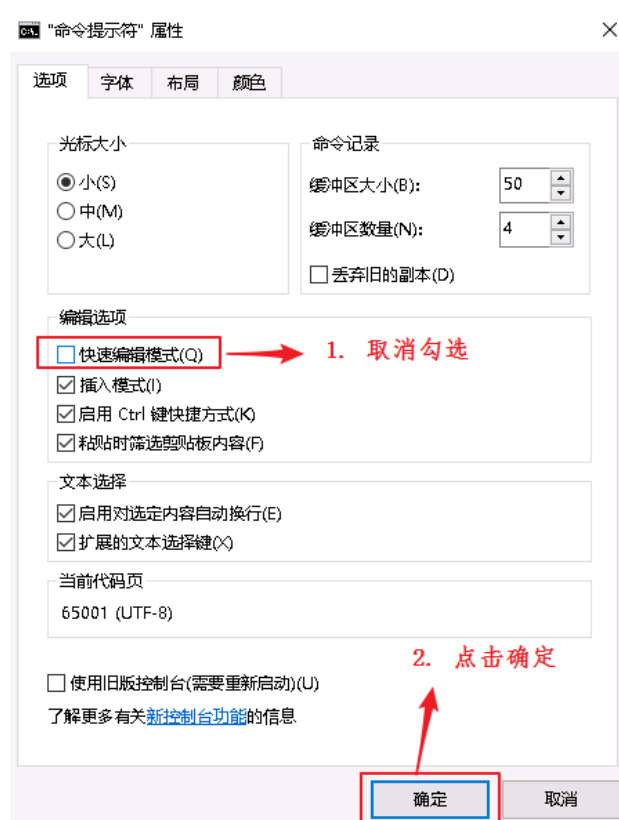 "命令提示符" 属性
选项 字体 布局 颜色
光标大小
小(S)
中(M)
大(L)
命令记录
缓冲区大小(B): 50
缓冲区数量(N): 4
丢弃旧的副本(D)
编辑选项
快速编辑模式(Q) 1. 取消勾选
插入模式(I)
启用 Ctrl 键快捷方式(K)
粘贴时筛选剪贴板内容(F)
文本选择
启用对选定内容自动换行(E)
扩展的文本选择键(X)
当前代码页
65001 (UTF-8)
2. 点击确定
使用旧版控制台(需要重新启动)(U)
了解更多有关新控制台功能的信息
确定 取消